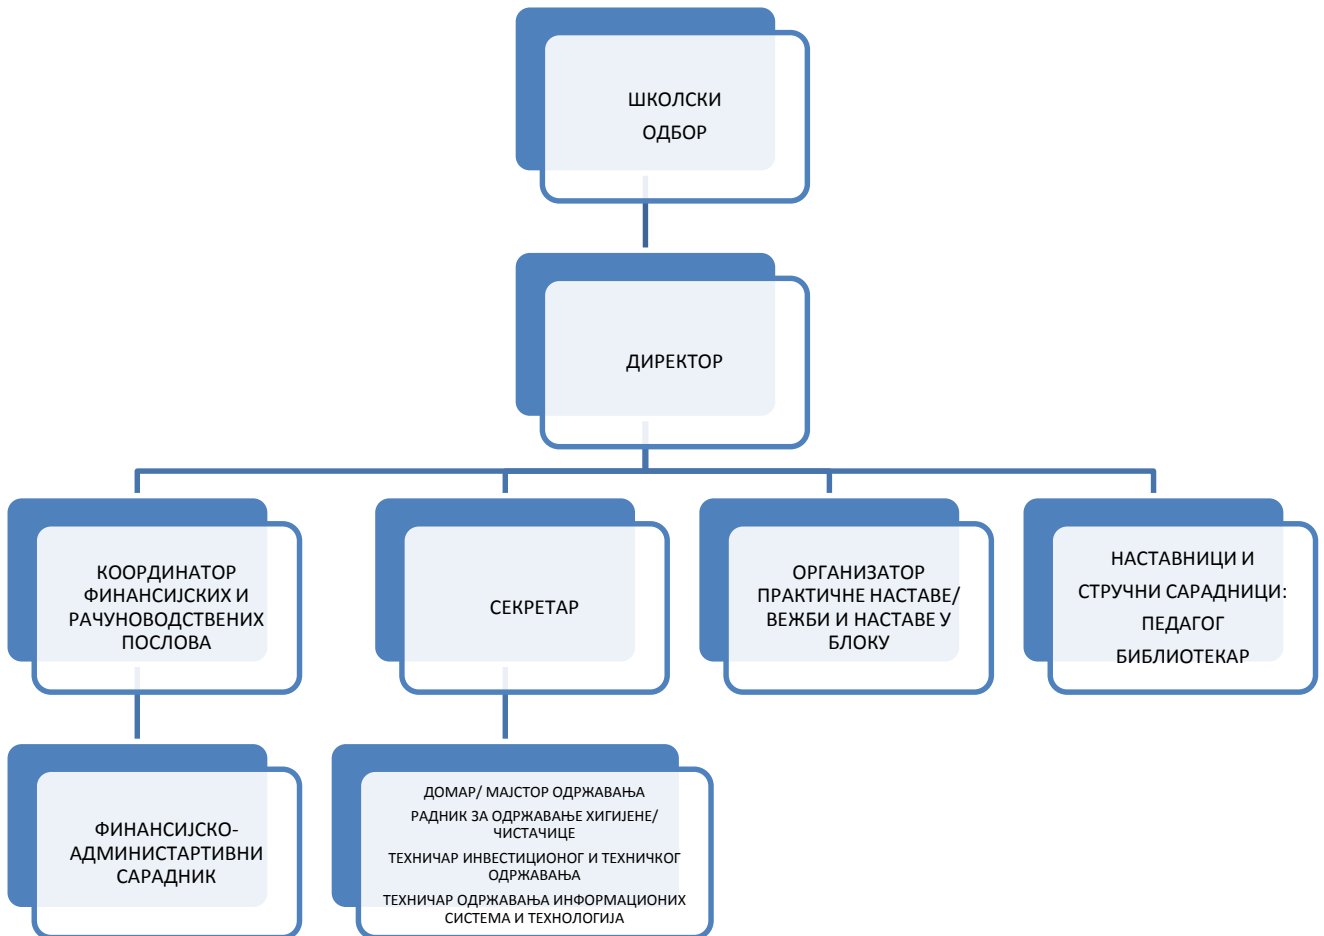 ШКОЛСКИ
ОДБОР
ДИРЕКТОР
КООРДИНАТОР
ФИНАНСИЈСКИХ И
РАЧУНОВОДСТВЕНИХ
ПОСЛОВА
СЕКРЕТАР
ОРГАНИЗАТОР
ПРАКТИЧНЕ НАСТАВЕ/
ВЕЖБИ И НАСТАВЕ У
БЛОКУ
НАСТАВНИЦИ И
СТРУЧНИ САРАДНИЦИ:
ПЕДАГОГ
БИБЛИОТЕКАР
ФИНАНСИЈСКО-
АДМИНИСТАРТИВНИ
САРАДНИК
ДОМАР/ МАЈСТОР ОДРЖАВАЊА
РАДНИК ЗА ОДРЖАВАЊЕ ХИГИЈЕНЕ/
ЧИСТАЧИЦЕ
ТЕХНИЧАР ИНВЕСТИЦИОНОГ И ТЕХНИЧКОГ
ОДРЖАВАЊА
ТЕХНИЧАР ОДРЖАВАЊА ИНФОРМАЦИОНИХ
СИСТЕМА И ТЕХНОЛОГИЈА